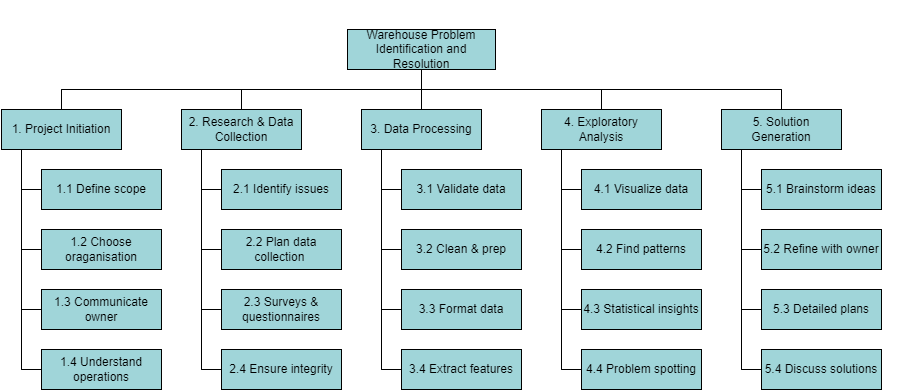 Warehouse Problem
Identification and
Resolution
1. Project Initiation
2. Research & Data
Collection
3. Data Processing
4. Exploratory
Analysis
5. Solution
Generation
1.1 Define scope
2.1 Identify issues
3.1 Validate data
4.1 Visualize data
5.1 Brainstorm ideas
1.2 Choose
oraganisation
2.2 Plan data
collection
3.2 Clean & prep
4.2 Find patterns
5.2 Refine with owner
1.3 Communicate
owner
2.3 Surveys &
questionnaires
3.3 Format data
4.3 Statistical insights
5.3 Detailed plans
1.4 Understand
operations
2.4 Ensure integrity
3.4 Extract features
4.4 Problem spotting
5.4 Discuss solutions